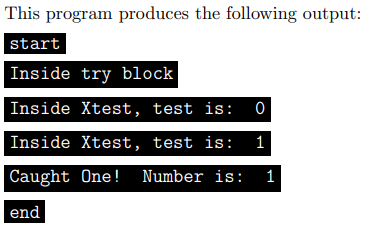 This program produces the following output:
start
Inside try block
Inside Xtest, test is:  0
Inside Xtest, test is:  1
Caught One!  Number is:  1
end